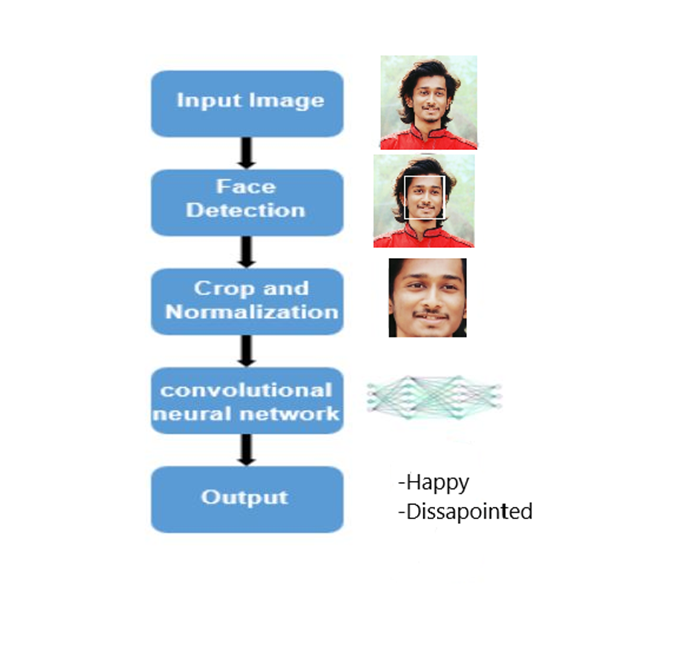 Input Image
Face
Detection
Crop and
Normalization
convolutional
neural network
Output
-Happy
-Dissapointed